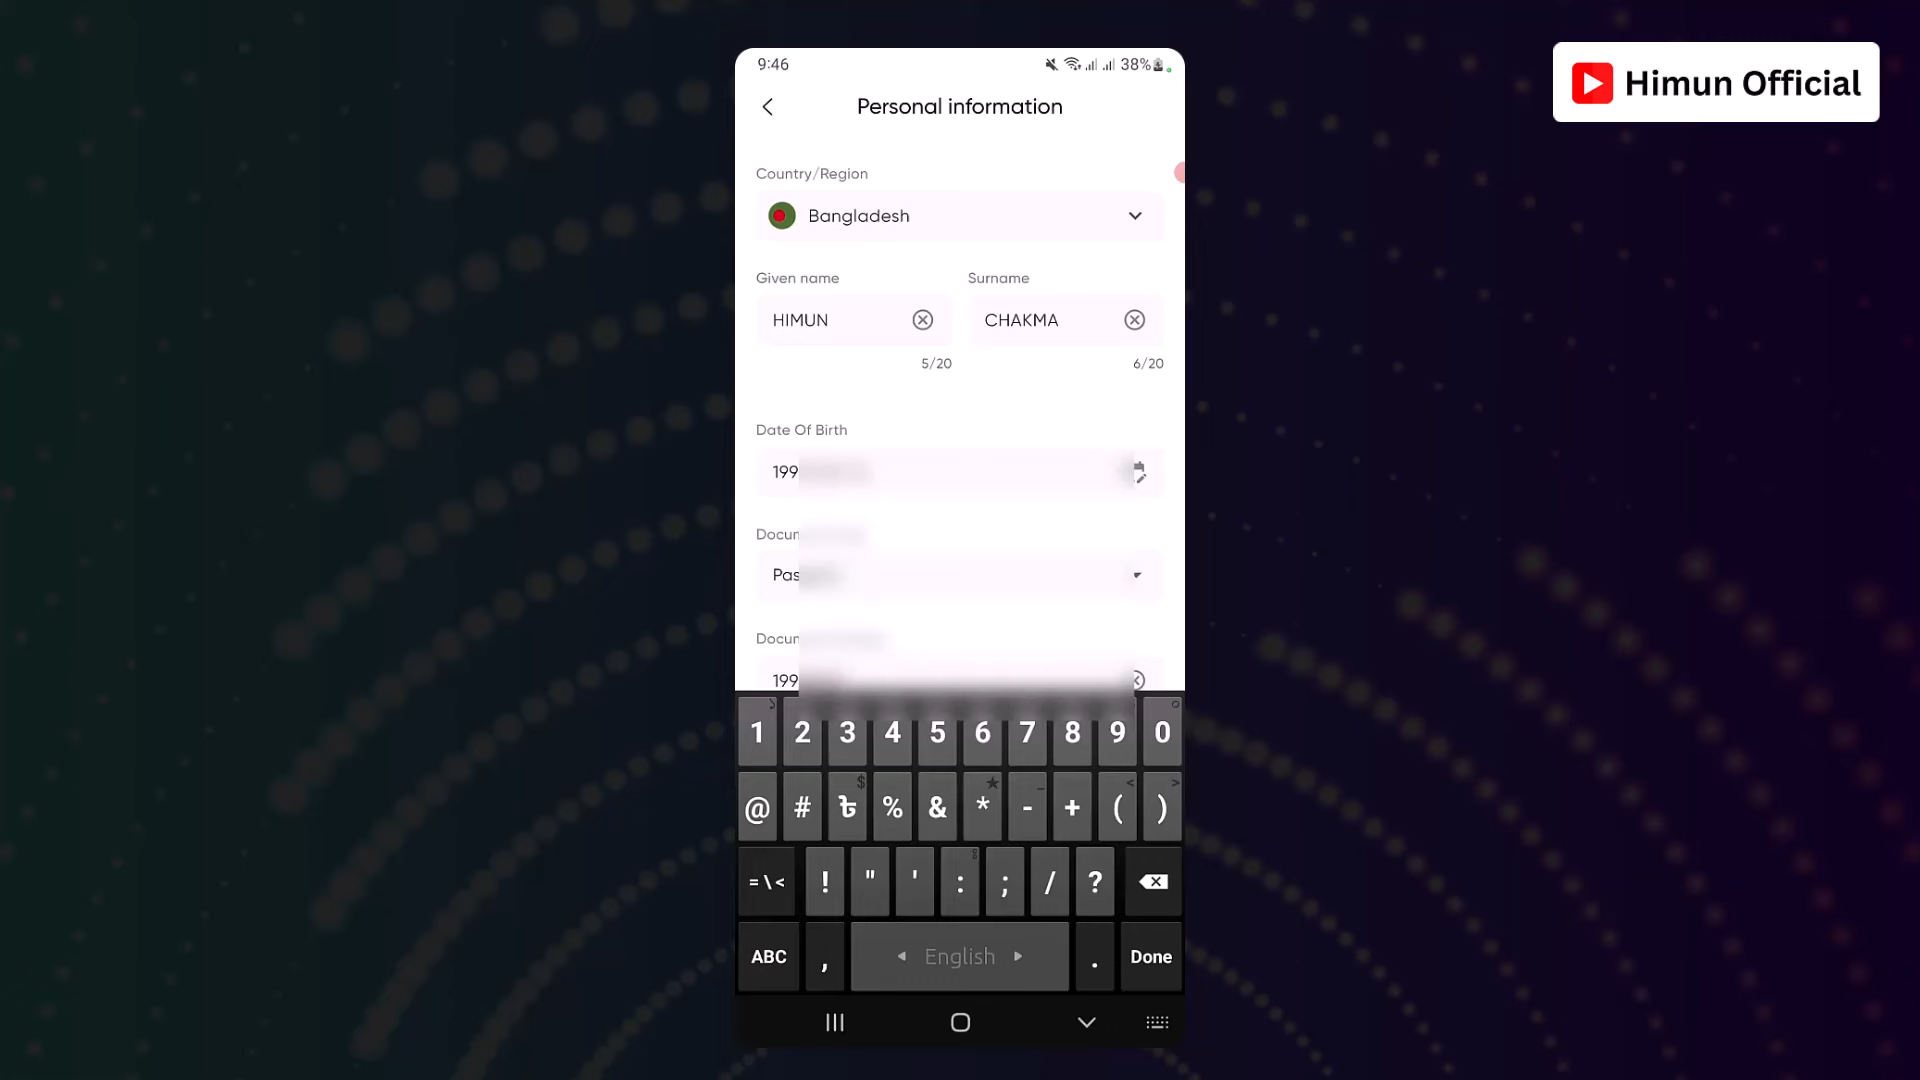 Himun Official
9:46
38%
Personal information
Country/Region
Bangladesh
Given name
Surname
HIMUN
CHAKMA
5/20
6/20
Date Of Birth
199
Docum
Pas
Docum
199
1 2 3 4 5 6 7 8 9 0
@ # ৳ % & * - + ( )
= \ < ! " ' : ; / ?
ABC , English . Done